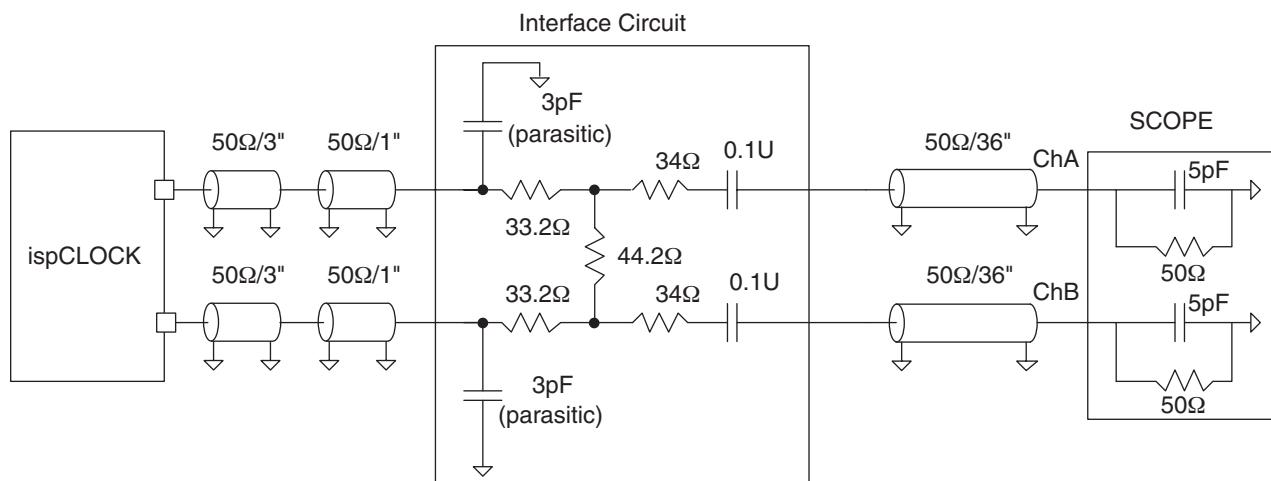 Interface Circuit
3pF
(parasitic)
SCOPE
50Ω/3"
50Ω/1"
34Ω
0.1U
50Ω/36"
ChA
5pF
33.2Ω
50Ω
ispCLOCK
44.2Ω
50Ω/3"
50Ω/1"
33.2Ω
34Ω
0.1U
50Ω/36"
ChB
5pF
3pF
(parasitic)
50Ω